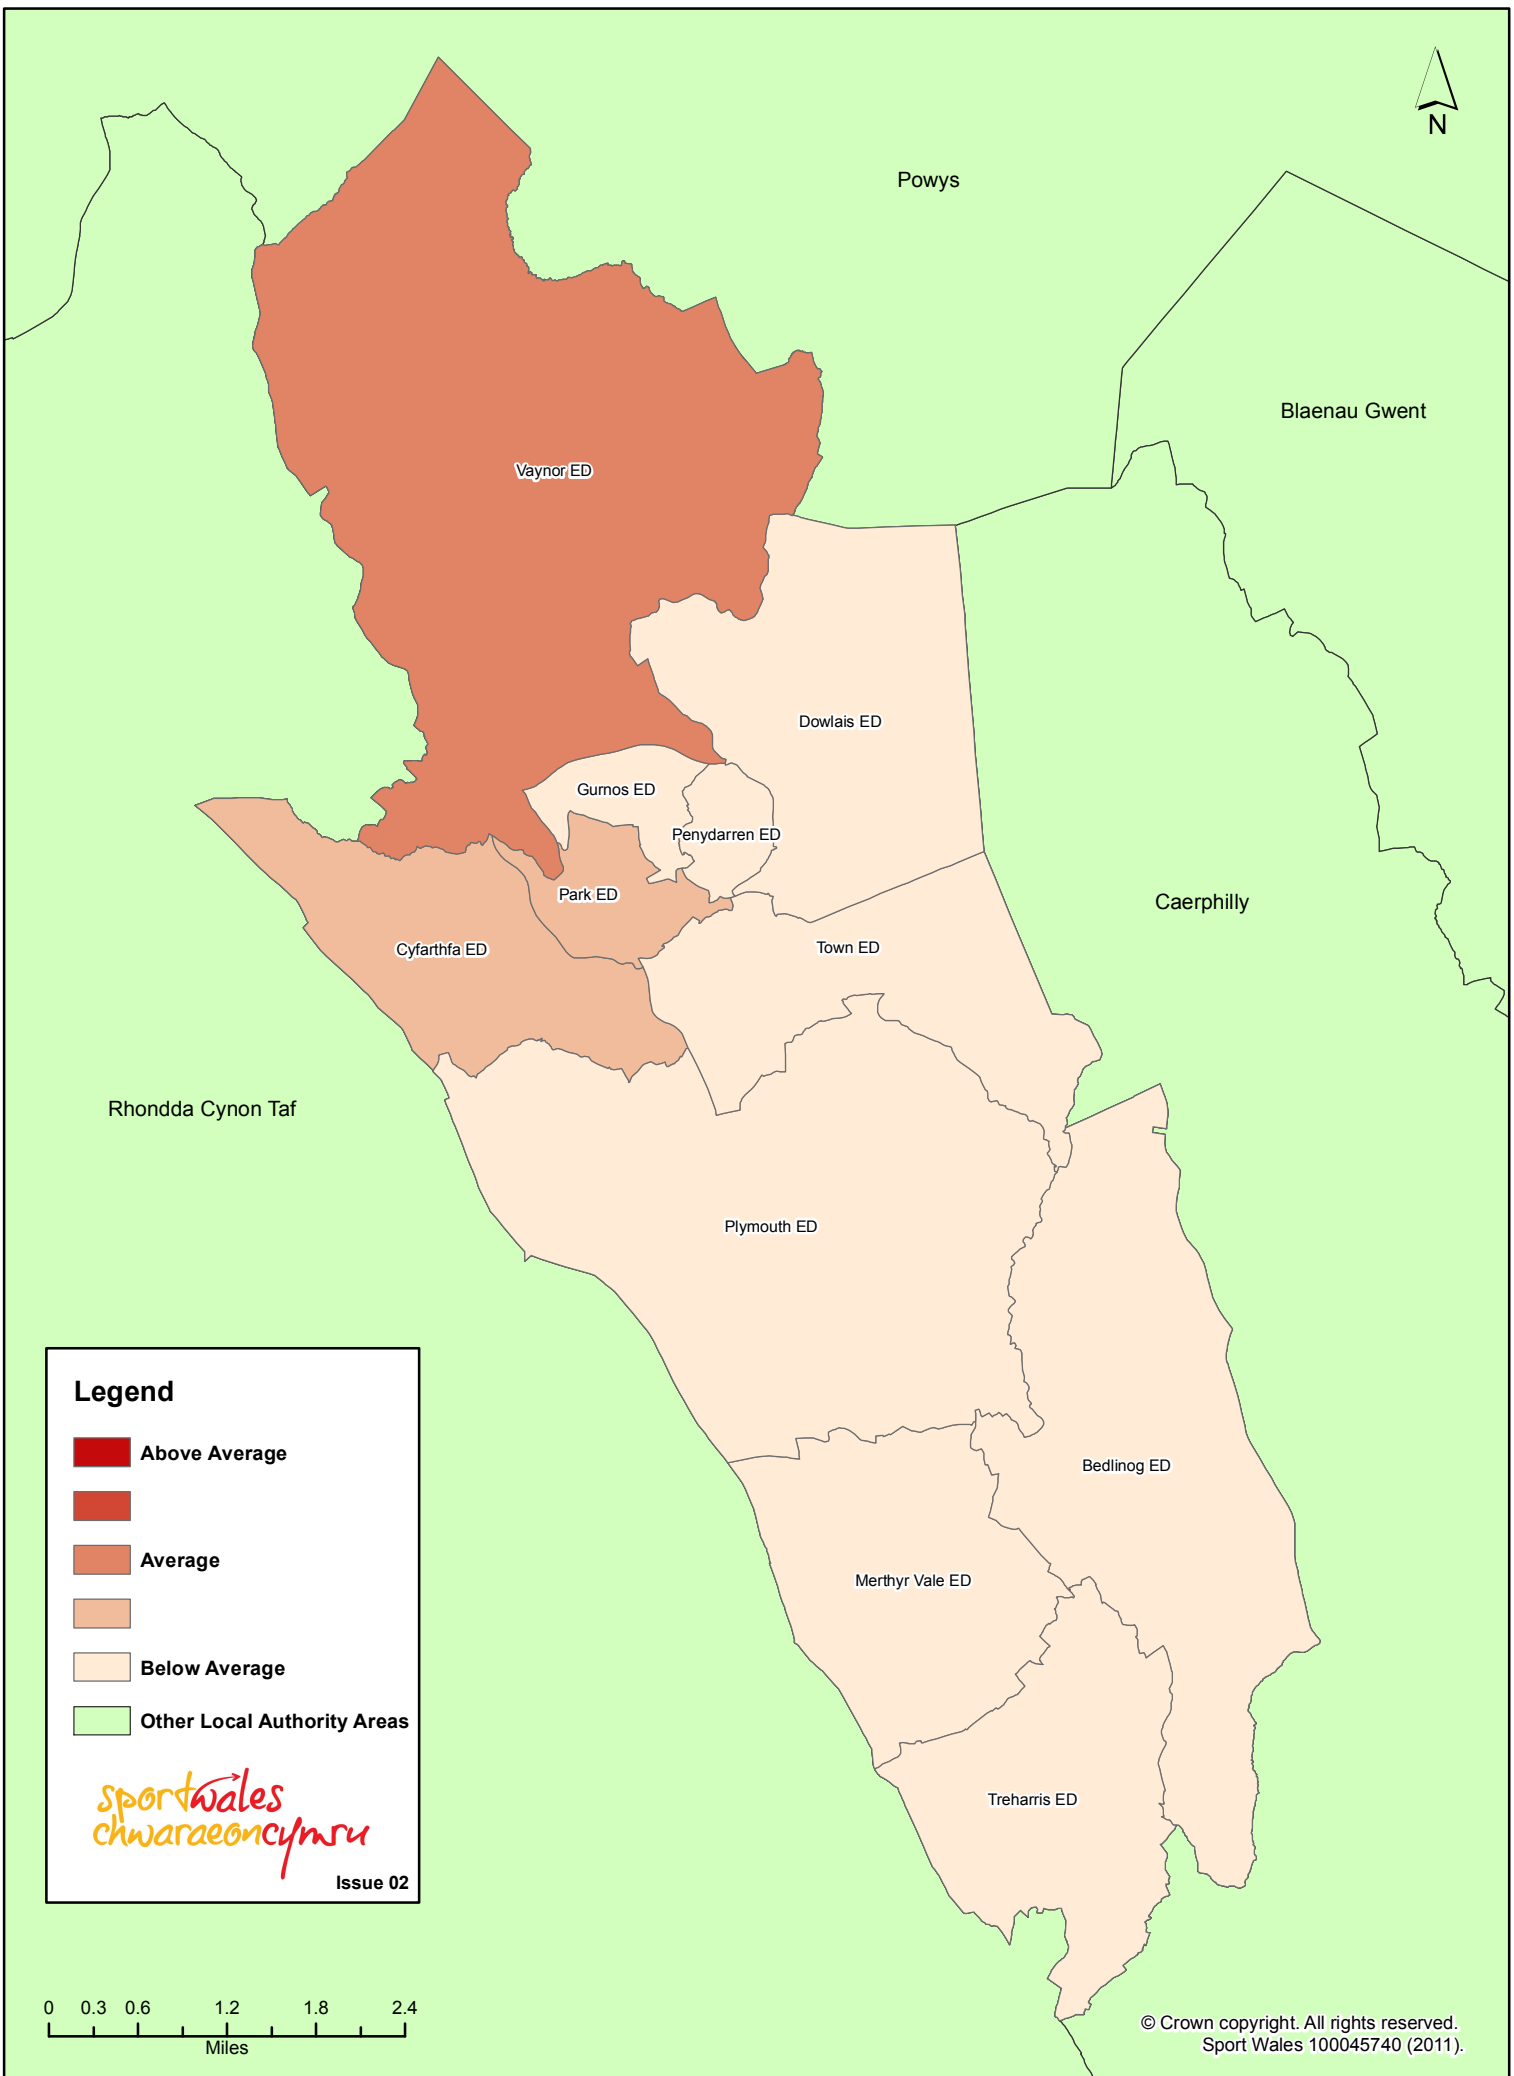 N
Powys
Blaenau Gwent
Vaynor ED
Dowlais ED
Gurnos ED
Penydarren ED
Park ED
Caerphilly
Cyfarthfa ED
Town ED
Rhondda Cynon Taf
Plymouth ED
Bedlinog ED
Merthyr Vale ED
Treharris ED
Legend
Above Average
Average
Below Average
Other Local Authority Areas
sportwales
chwaraeoncymru
Issue 02
0 0.3 0.6 1.2 1.8 2.4
Miles
© Crown copyright. All rights reserved.
Sport Wales 100045740 (2011).